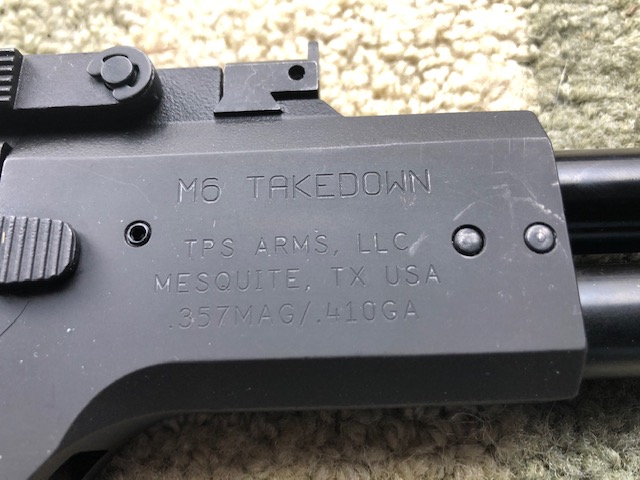 M6 TAKEDOWN
TPS ARMS, LLC
MESQUITE, TX USA
.357MAG/.410GA